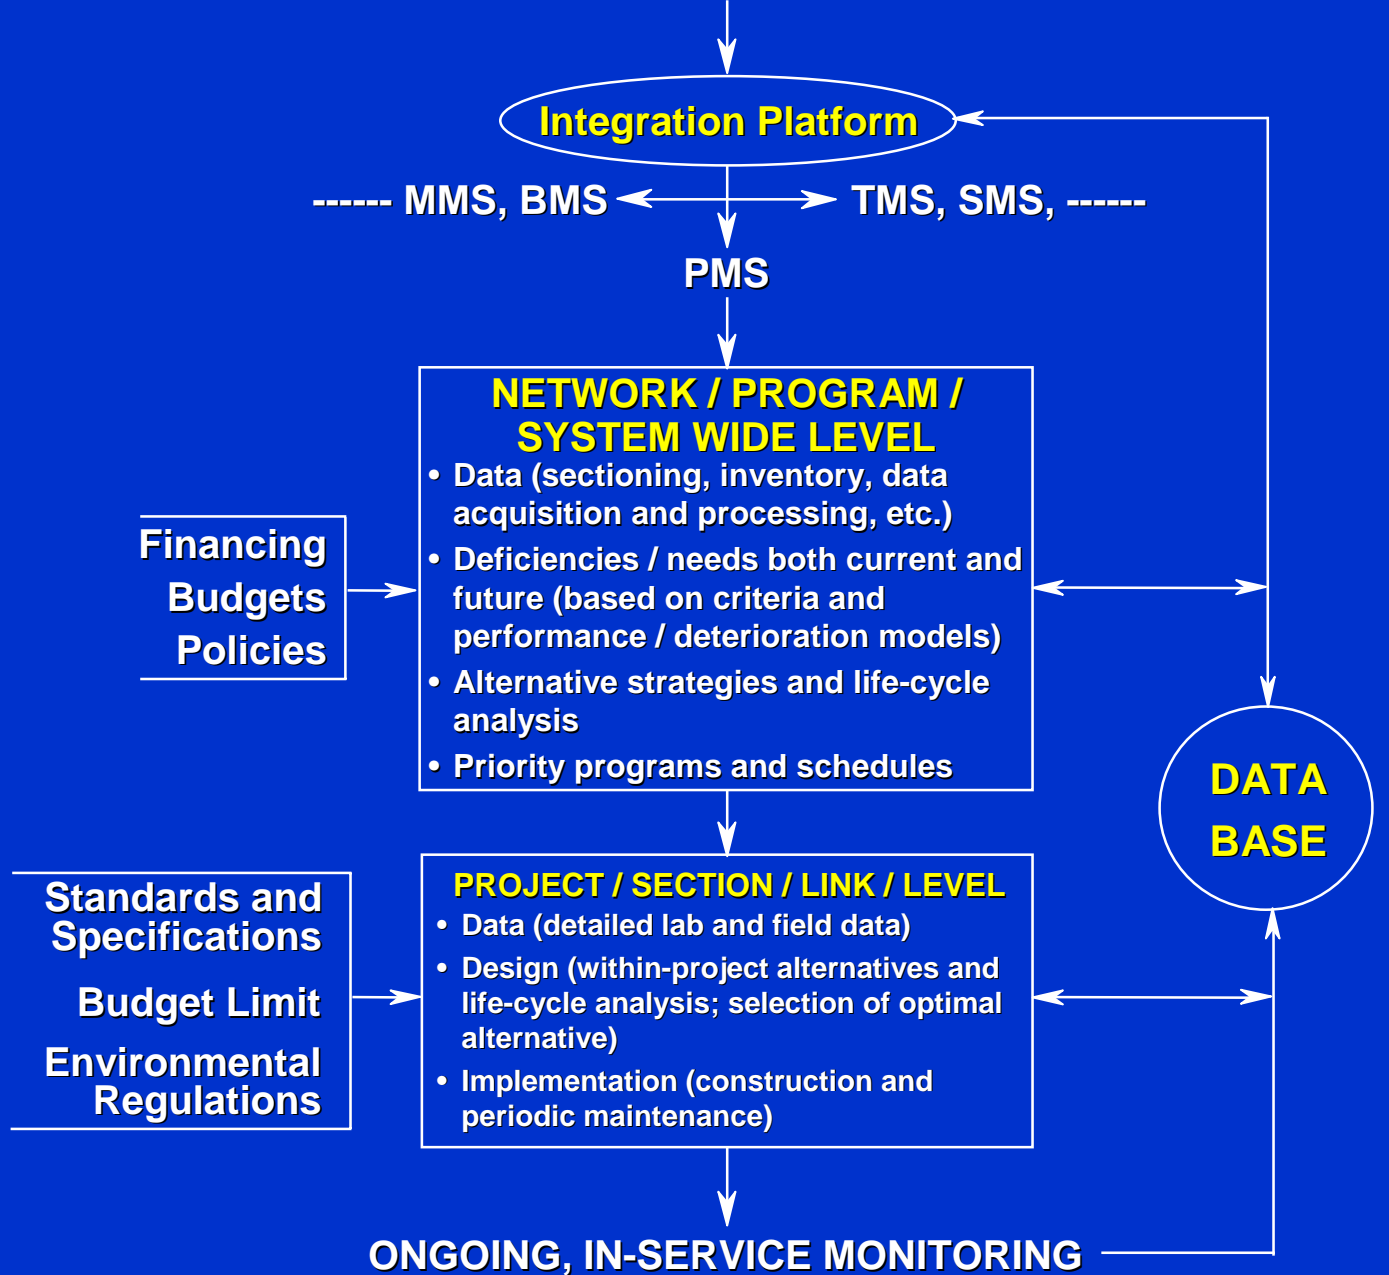 Integration Platform
------ MMS, BMS
TMS, SMS, ------
PMS
NETWORK / PROGRAM /
SYSTEM WIDE LEVEL
• Data (sectioning, inventory, data
acquisition and processing, etc.)
• Deficiencies / needs both current and
future (based on criteria and
performance / deterioration models)
• Alternative strategies and life-cycle
analysis
• Priority programs and schedules
Financing
Budgets
Policies
DATA
BASE
PROJECT / SECTION / LINK / LEVEL
• Data (detailed lab and field data)
• Design (within-project alternatives and
life-cycle analysis; selection of optimal
alternative)
• Implementation (construction and
periodic maintenance)
Standards and
Specifications
Budget Limit
Environmental
Regulations
ONGOING, IN-SERVICE MONITORING